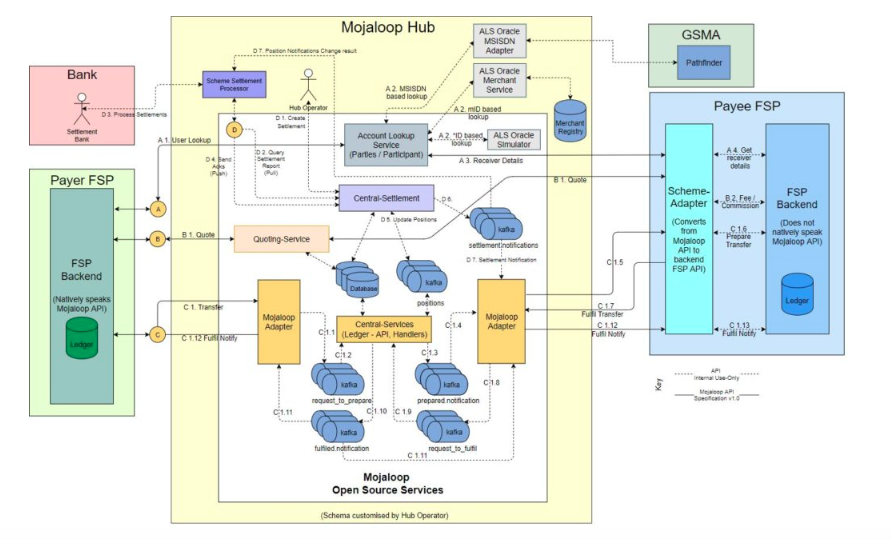 Mojaloop Hub
D 7. Position Notifications Change result
ALS Oracle
MSISDN
Adapter
GSMA
Pathfinder
Bank
Settlement
Bank
D 3. Process Settlements
Scheme Settlement
Processor
Hub Operator
A 2. MSISDN
based lookup
ALS Oracle
Merchant
Service
Merchant
Registry
D 1. Create
Settlement
A 2. mID based
lookup
D
A 1. User Lookup
D 4. Send
Acks
(Push)
D 2. Query
Settlement
Report
(Pull)
Account Lookup
Service
(Parties / Participant)
A 2. *ID based
lookup
ALS Oracle
Simulator
A 3. Receiver Details
Payee FSP
Scheme-
Adapter
(Converts
from
Mojaloop
API to
backend
FSP API)
A 4. Get
receiver
details
B 2. Fee /
Commission
C 1.6
Prepare
Transfer
FSP
Backend
(Does not
natively speak
Mojaloop API)
Ledger
Payer FSP
FSP
Backend
(Natively speaks
Mojaloop API)
Ledger
A
B
C
B 1. Quote
B 1. Quote
Central-Settlement
D 6.
kafka
settlement.notifications
D 5. Update Positions
Quoting-Service
Database
kafka
positions
D 7. Settlement Notification
C 1.5
C 1. Transfer
C 1.12 Fulfil Notify
Mojaloop
Adapter
C 1.1
Central-Services
(Ledger - API, Handlers)
C 1.4
Mojaloop
Adapter
C 1.7
Fulfil Transfer
C 1.12
Fulfil Notify
C 1.13
Fulfil Notify
C 1.2
C 1.3
kafka
request_to_prepare
kafka
prepared.notification
C 1.8
C 1.11
C 1.10
C 1.9
kafka
fulfiled.notification
kafka
request_to_fulfil
C 1.11
Key
API
Internal Use-Only
Mojaloop API
Specification v1.0
Mojaloop
Open Source Services
(Schema customised by Hub Operator)